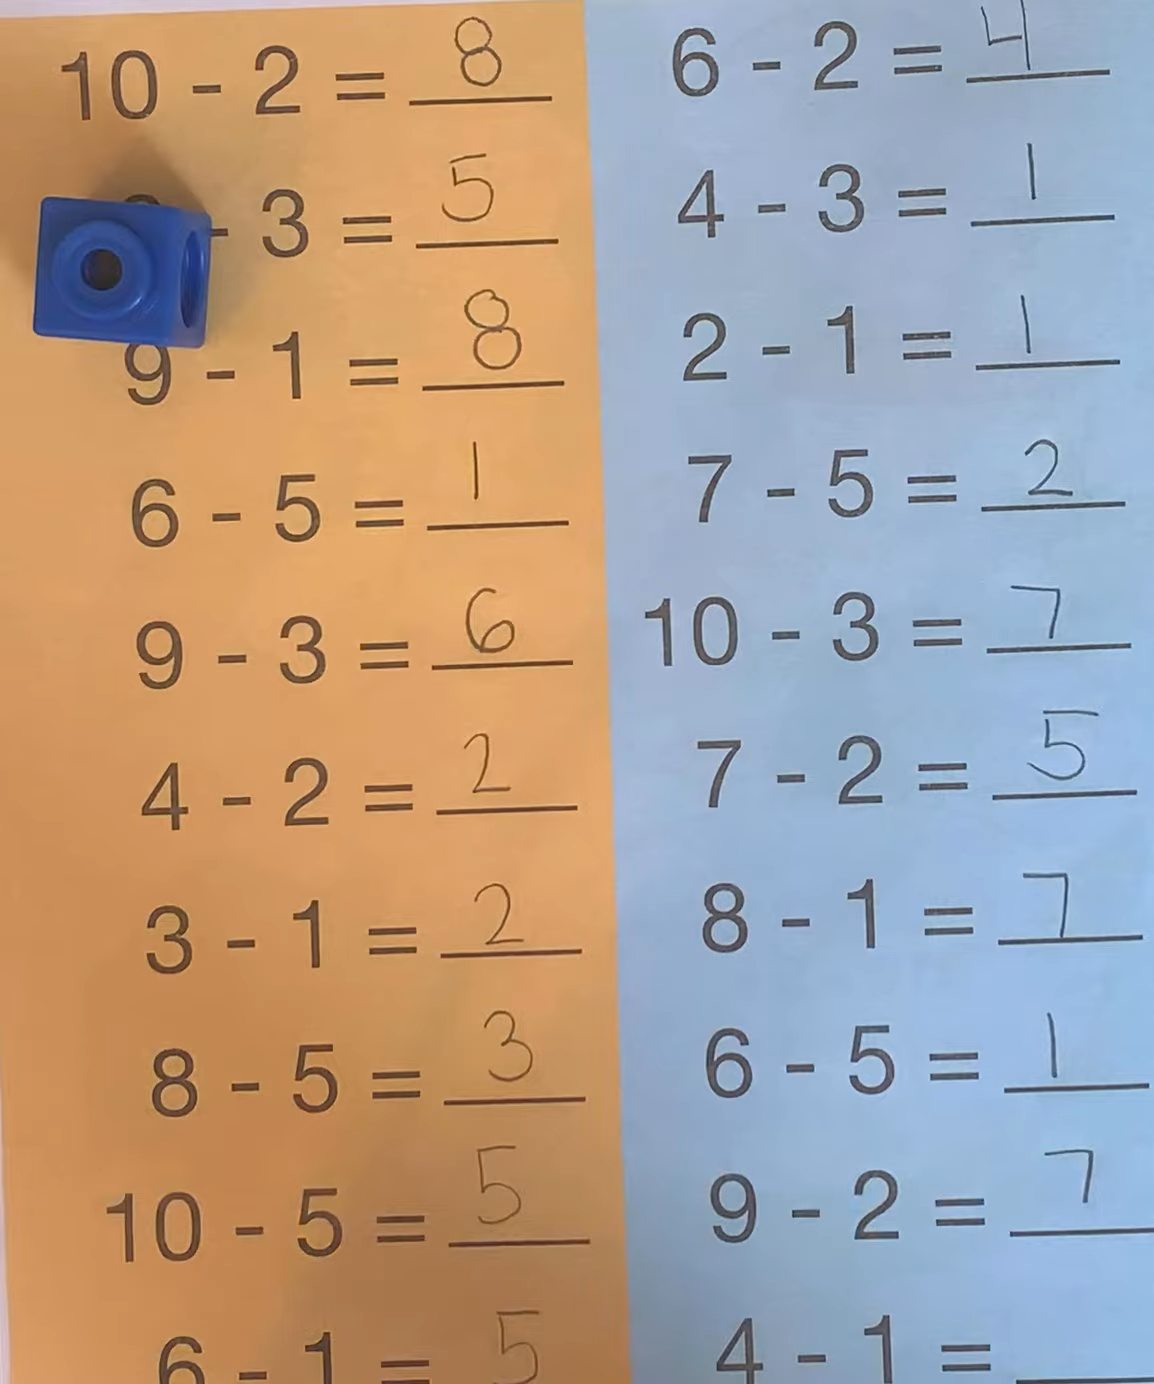 10 - 2 = 8
- 3 = 5
9 - 1 = 8
6 - 5 = 1
9 - 3 = 6
4 - 2 = 2
3 - 1 = 2
8 - 5 = 3
10 - 5 = 5
6 - 1 = 5
6 - 2 = 4
4 - 3 = 1
2 - 1 = 1
7 - 5 = 2
10 - 3 = 7
7 - 2 = 5
8 - 1 = 7
6 - 5 = 1
9 - 2 = 7
4 - 1 =